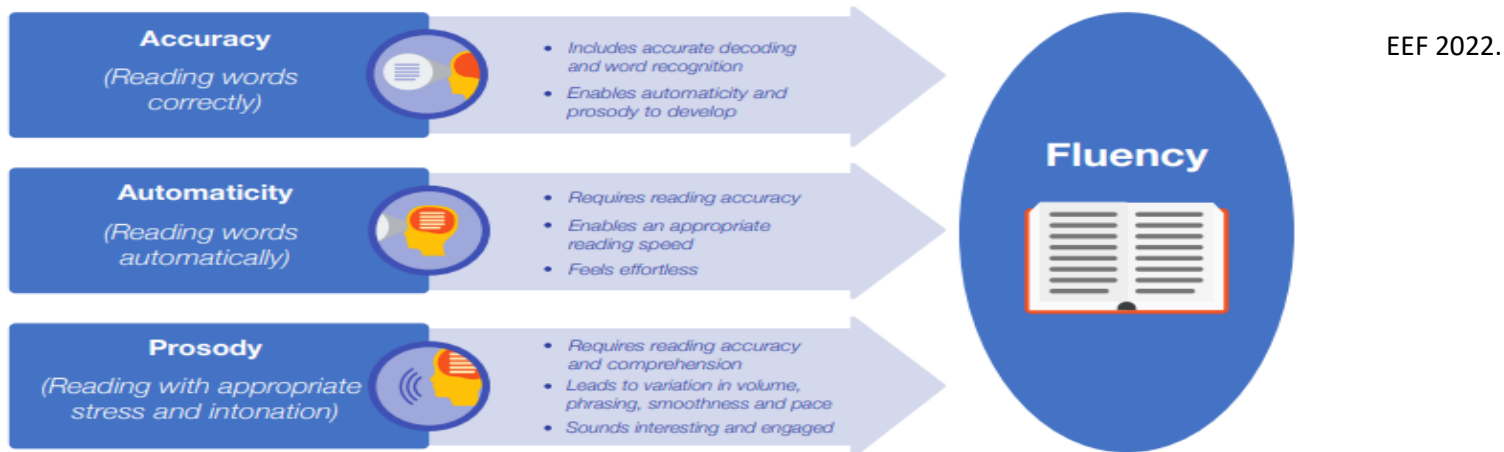 Accuracy
(Reading words
correctly)
• Includes accurate decoding
and word recognition
• Enables automaticity and
prosody to develop
Automaticity
(Reading words
automatically)
• Requires reading accuracy
• Enables an appropriate
reading speed
• Feels effortless
Prosody
(Reading with appropriate
stress and intonation)
• Requires reading accuracy
and comprehension
• Leads to variation in volume,
phrasing, smoothness and pace
• Sounds interesting and engaged
Fluency
EEF 2022.